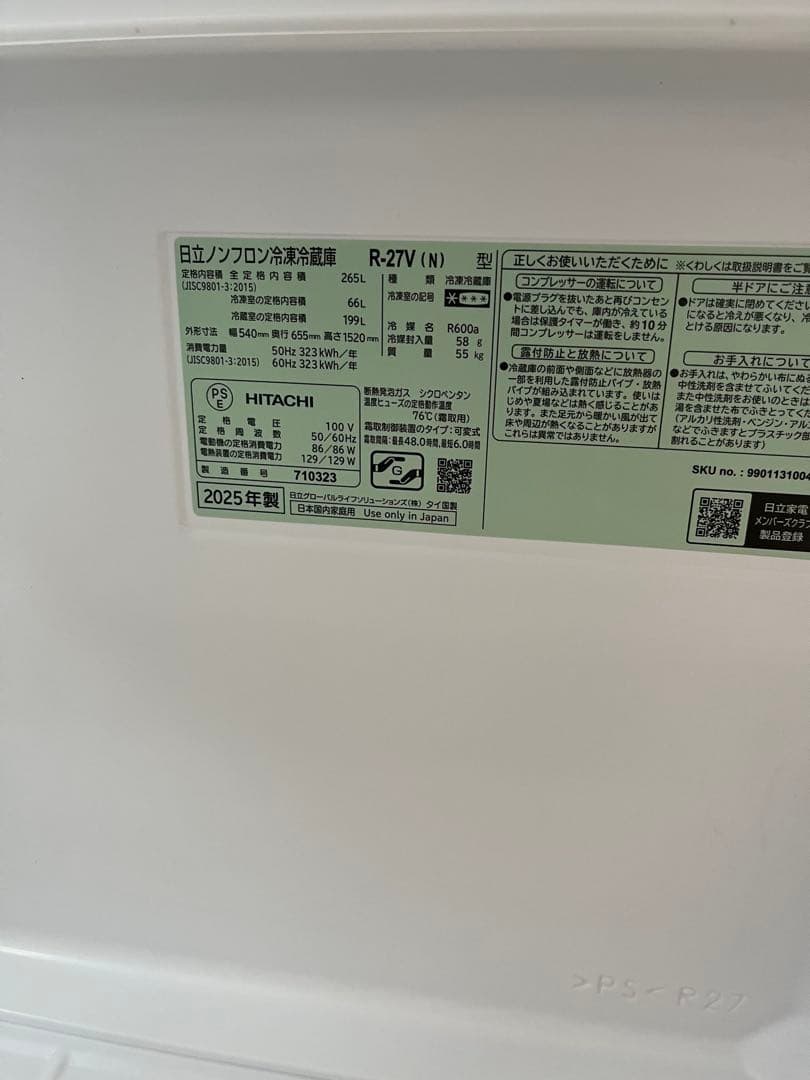 日立ノンフロン冷凍冷蔵庫 R-27V(N) 型
定格内容積 全定格内容積 265L
(JISC9801-3:2015)
冷凍室の定格内容積 66L
冷蔵室の定格内容積 199L
外形寸法 幅540mm 奥行655mm 高さ1520mm
消費電力量 50Hz 323kWh/年
(JISC9801-3:2015) 60Hz 323kWh/年
種類 冷凍冷蔵庫
冷凍室の記号 ****
冷媒名 R600a
冷媒封入量 58 g
質量 55 kg
PS
E
HITACHI
定格電圧 100 V
定格周波数 50/60Hz
電動機の定格消費電力 86/86 W
電熱装置の定格消費電力 129/129 W
製造番号 710323
断熱発泡ガス シクロペンタン
温度ヒューズの定格動作温度
76℃(霜取用)
霜取制御装置のタイプ:可変式
霜取間隔:最長48.0時間、最短6.0時間
G
2025年製
日立グローバルライフソリューションズ(株) タイ国製
日本国内家庭用 Use only in Japan
正しくお使いいただくために ※くわしくは取扱説明書をご覧
コンプレッサーの運転について
●電源プラグを抜いたあと再びコンセン
トに差し込んでも、庫内が冷えている
場合は保護タイマーが働き、約10分
間コンプレッサーは運転をしません。
露付防止と放熱について
●冷蔵庫の前面や側面などに放熱器の
一部を利用した露付防止パイプ・放熱
パイプが組み込まれています。使いは
じめや夏場などは熱く感じることがあ
ります。また足元から暖かい風が出て
床や周辺が熱くなることがありますが
これらは異常ではありません。
半ドアにご注意
●ドアは確実に閉めてください
になると冷えが悪くなり、冷
とける原因になります。
お手入れについて
●お手入れは、やわらかい布にぬる
中性洗剤を含ませてふいてくだ
また中性洗剤をお使いのときは
湯を含ませた布でふきとってくだ
(アルカリ性洗剤・ベンジン・アル
などでふきますとプラスチック部
割れることがあります)
SKU no. : 9901131004
日立家電
メンバーズクラブ
製品登録
>PS< R27